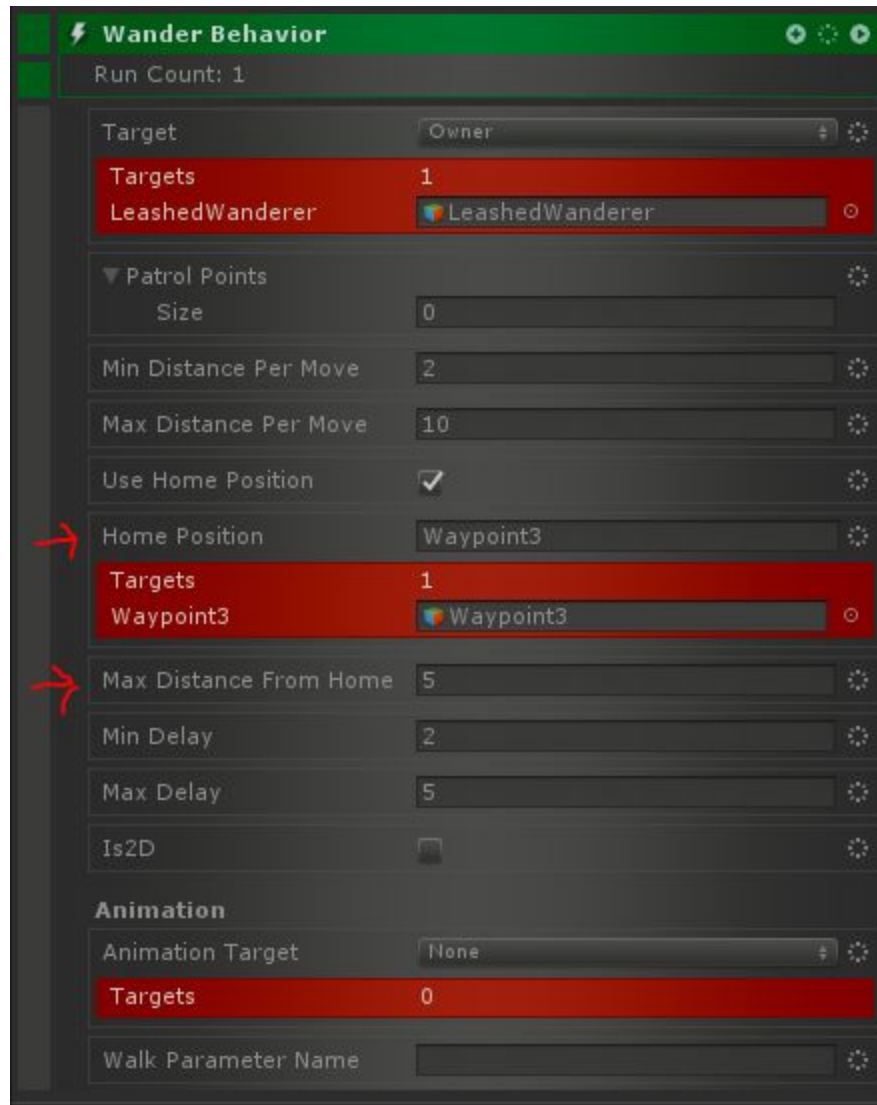 Wander Behavior
Run Count: 1
Target Owner
Targets 1
LeashedWanderer LeashedWanderer
Patrol Points
Size 0
Min Distance Per Move 2
Max Distance Per Move 10
Use Home Position
Home Position Waypoint3
Targets 1
Waypoint3 Waypoint3
Max Distance From Home 5
Min Delay 2
Max Delay 5
Is2D
Animation
Animation Target None
Targets 0
Walk Parameter Name